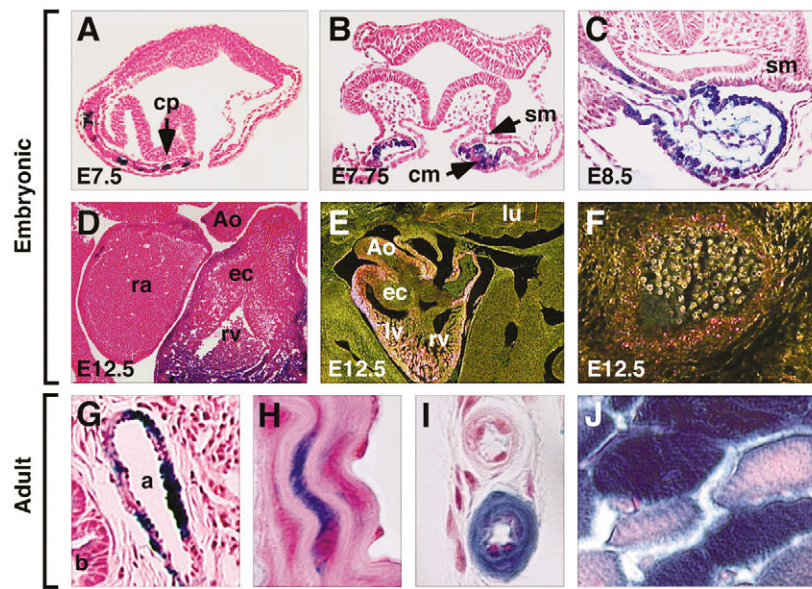 Embryonic
A
cp
E7.5
B
sm
cm
E7.75
C
sm
E8.5
D
Ao
ra
ec
rv
E12.5
E
lu
Ao
ec
lv
rv
E12.5
F
E12.5
Adult
G
a
b
H
I
J